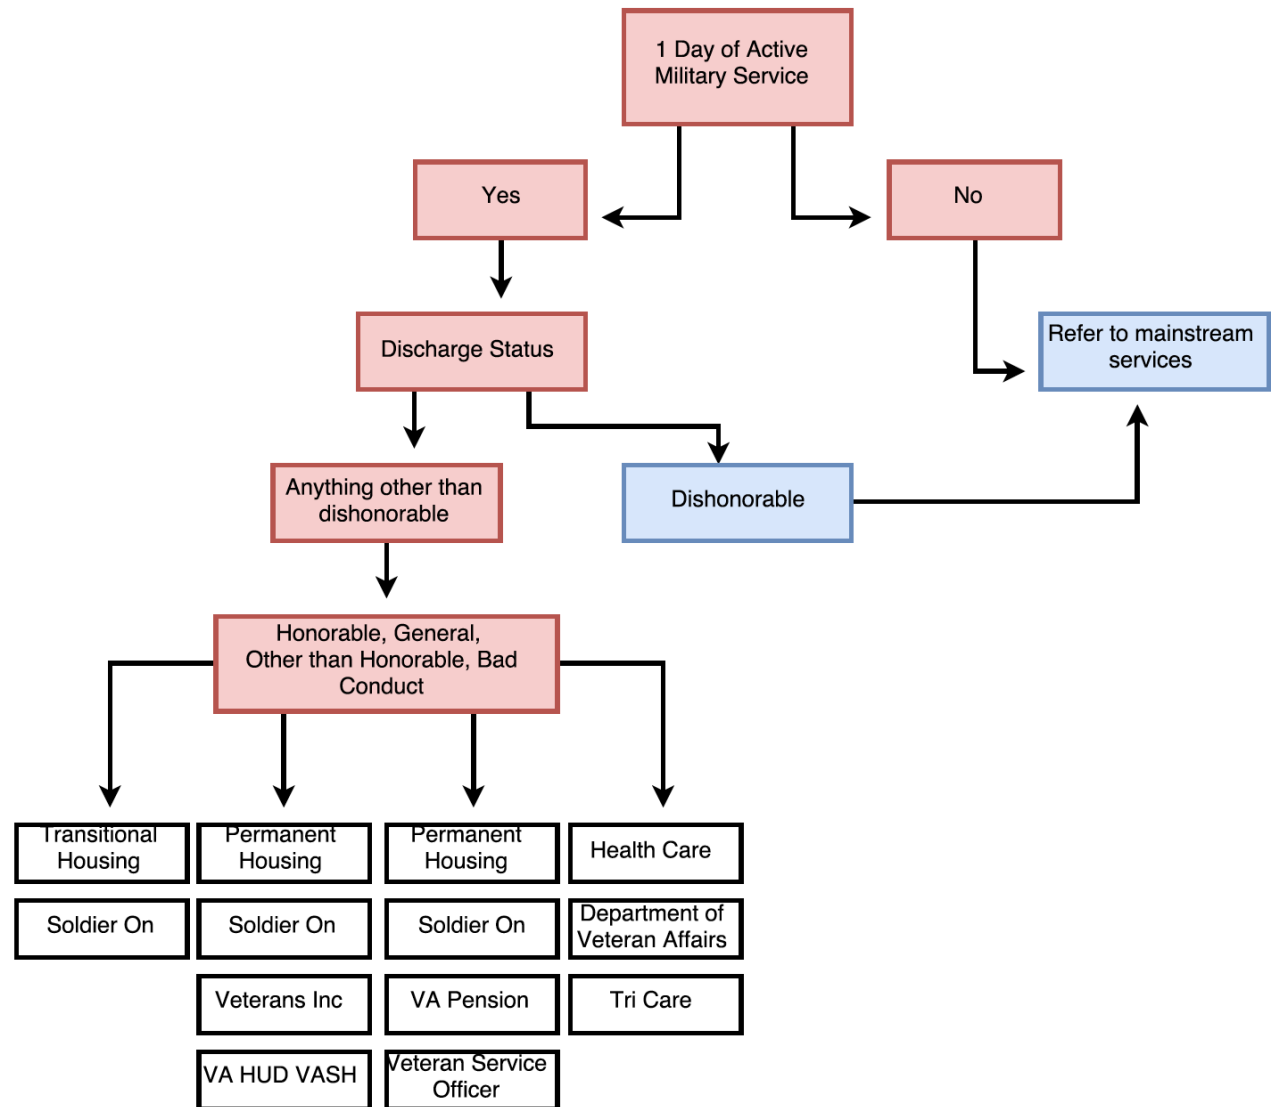 1 Day of Active
Military Service
Yes
No
Discharge Status
Refer to mainstream
services
Anything other than
dishonorable
Dishonorable
Honorable, General,
Other than Honorable, Bad
Conduct
Transitional
Housing
Permanent
Housing
Permanent
Housing
Health Care
Soldier On
Soldier On
Soldier On
Department of
Veteran Affairs
Veterans Inc
VA Pension
Tri Care
VA HUD VASH
Veteran Service
Officer